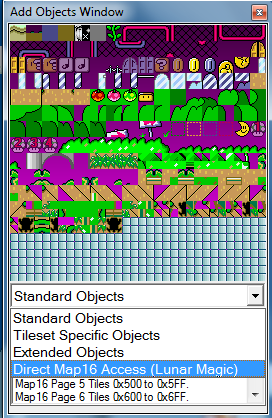 Add Objects Window
Standard Objects
Standard Objects
Tileset Specific Objects
Extended Objects
Direct Map16 Access (Lunar Magic)
Map16 Page 5 Tiles 0x500 to 0x5FF.
Map16 Page 6 Tiles 0x600 to 0x6FF.